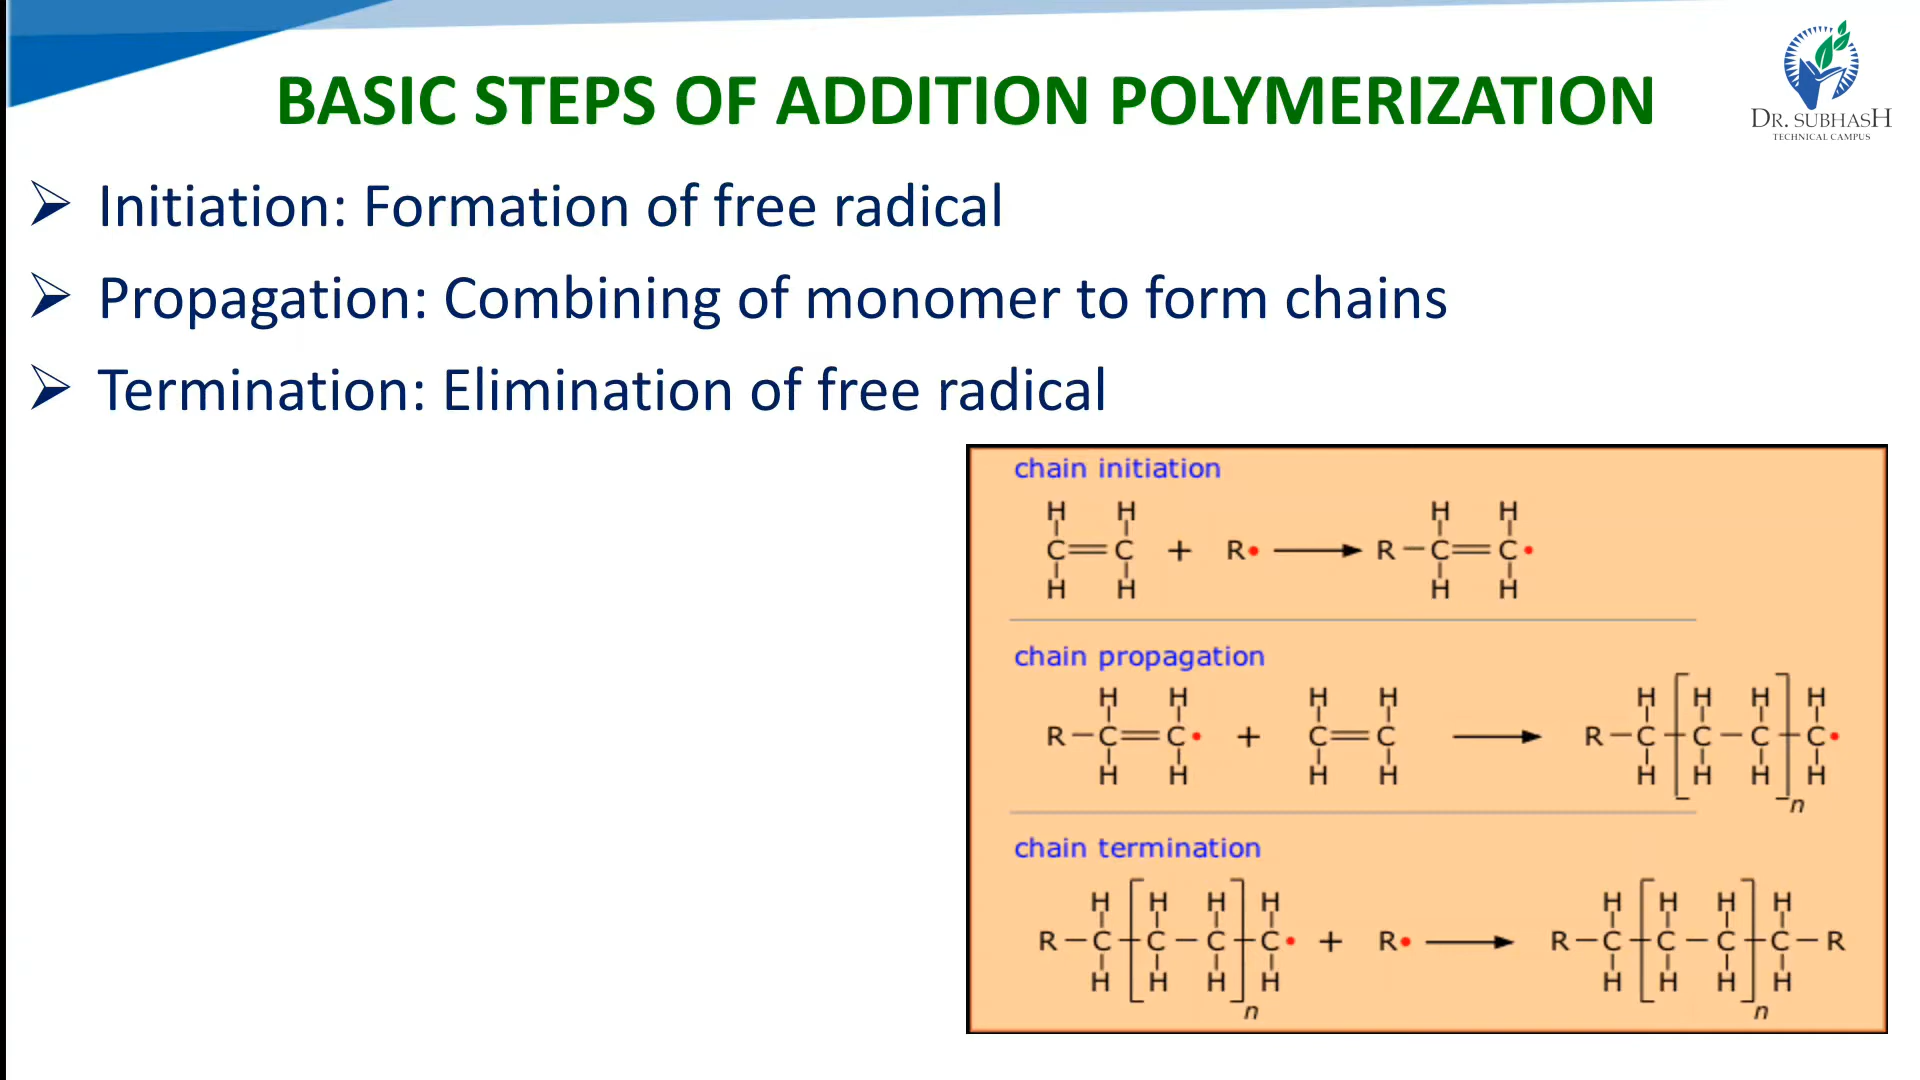 BASIC STEPS OF ADDITION POLYMERIZATION
DR. SUBHASH
TECHNICAL CAMPUS
➢ Initiation: Formation of free radical
➢ Propagation: Combining of monomer to form chains
➢ Termination: Elimination of free radical
chain initiation
H H H H
C=C + R• → R−C=C•
H H H H
chain propagation
H H H H H H H H
R−C=C• + C=C → R−C−[C−C]−C•
H H H H H H H H
n
chain termination
H H H H H H H H
R−C−[C−C]−C• + R• → R−C−[C−C]−C−R
H H H H H H H H
n n